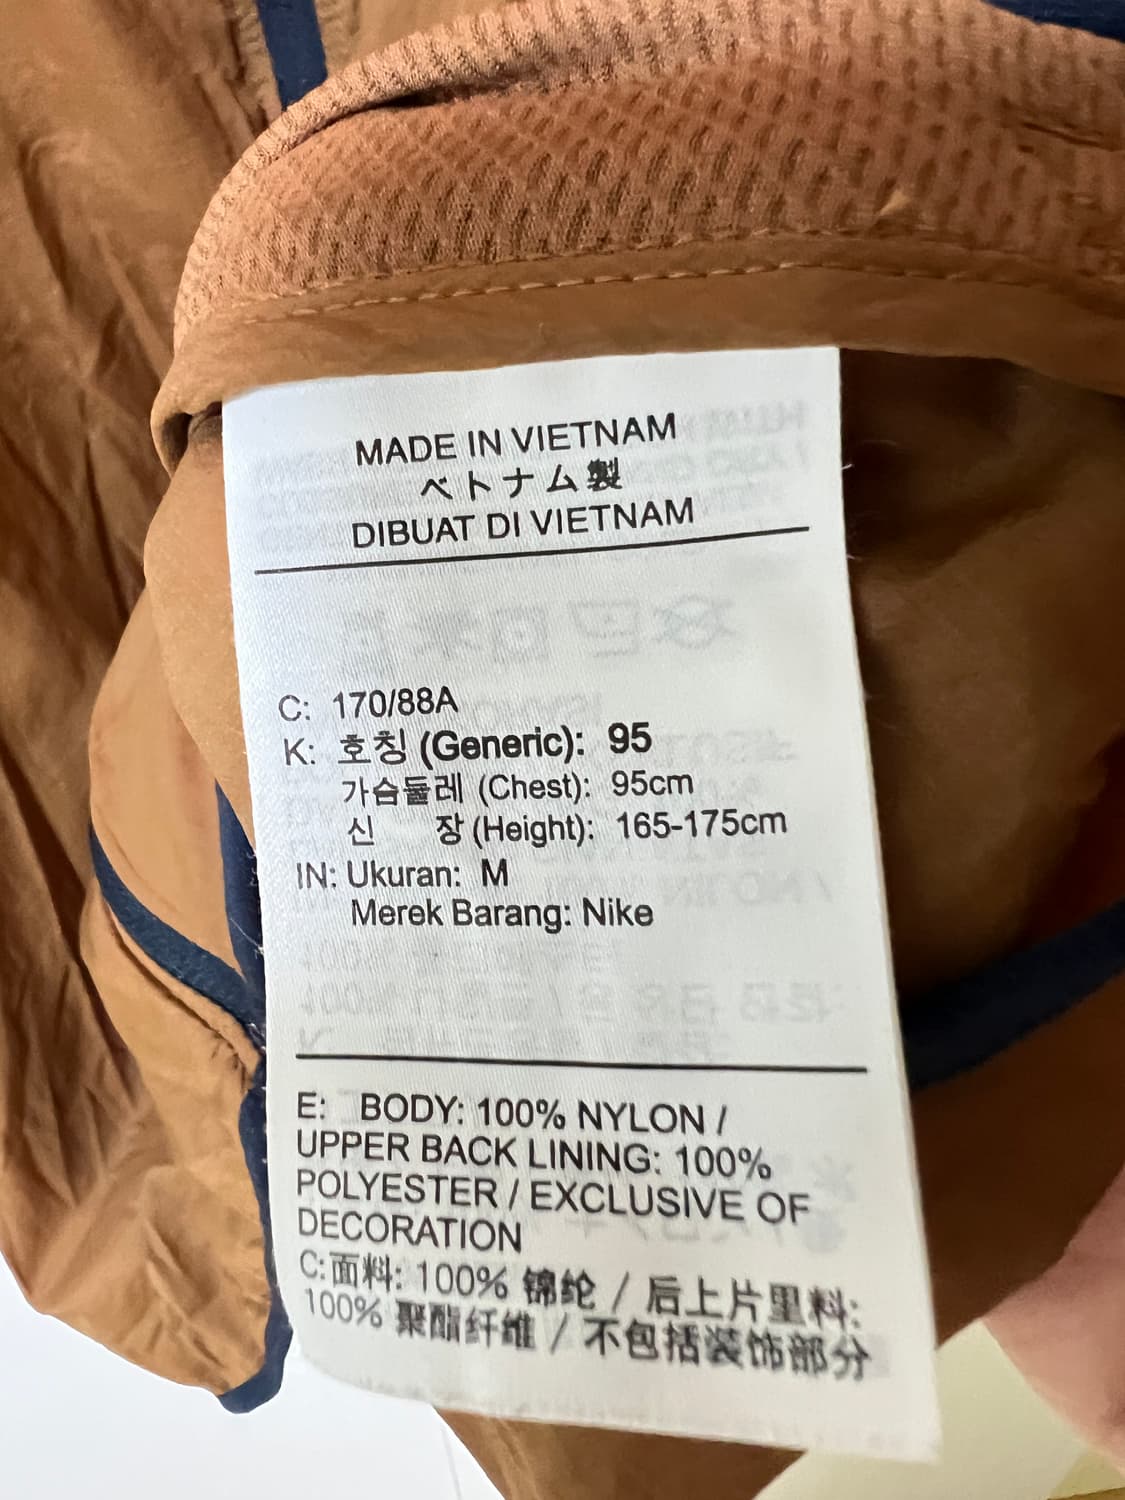 MADE IN VIETNAM
ベトナム製
DIBUAT DI VIETNAM
C: 170/88A
K: 호칭 (Generic): 95
가슴둘레 (Chest): 95cm
신 장 (Height): 165-175cm
IN: Ukuran: M
Merek Barang: Nike
E: BODY: 100% NYLON /
UPPER BACK LINING: 100%
POLYESTER / EXCLUSIVE OF
DECORATION
C:面料: 100% 锦纶 / 后上片里料:
100% 聚酯纤维 / 不包括装饰部分